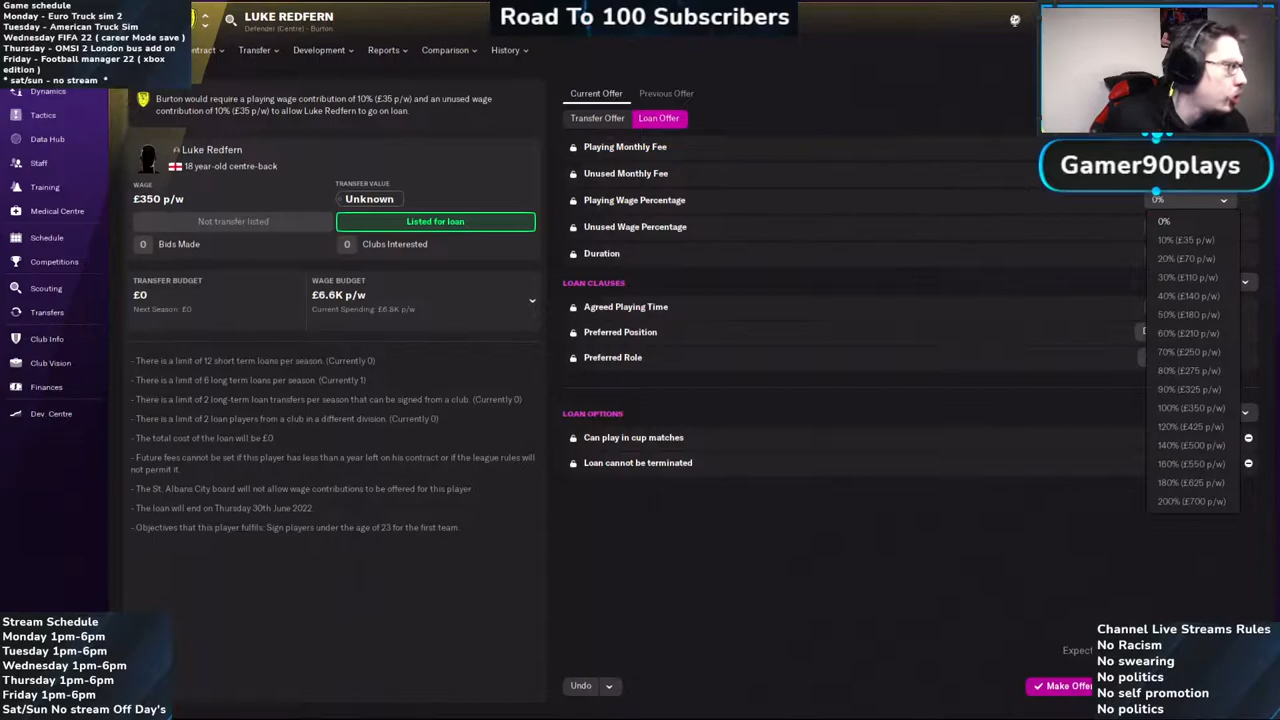 Game schedule
Monday - Euro Truck sim 2
Tuesday - American Truck Sim
Wednesday FIFA 22 ( career Mode save )
Thursday - OMSI 2 London bus add on
Friday - Football manager 22 ( xbox
edition )
* sat/sun - no stream *
Road To 100 Subscribers
LUKE REDFERN
Defender (Centre) - Burton
Transfer
Development
Reports
Comparison
History
Dynamics
Tactics
Data Hub
Staff
Training
Medical Centre
Schedule
Competitions
Scouting
Transfers
Club Info
Club Vision
Finances
Dev. Centre
Burton would require a playing wage contribution of 10% (£35 p/w) and an unused wage
contribution of 10% (£35 p/w) to allow Luke Redfern to go on loan.
Luke Redfern
18 year-old centre-back
WAGE
£350 p/w
TRANSFER VALUE
Unknown
Not transfer listed
Listed for loan
0 Bids Made
0 Clubs Interested
TRANSFER BUDGET
£0
Next Season: £0
WAGE BUDGET
£6.6K p/w
Current Spending: £6.8K p/w
- There is a limit of 12 short term loans per season. (Currently 0)
- There is a limit of 6 long term loans per season. (Currently 1)
- There is a limit of 2 long-term loan transfers per season that can be signed from a club. (Currently 0)
- There is a limit of 2 loan players from a club in a different division. (Currently 0)
- The total cost of the loan will be £0
- Future fees cannot be set if this player has less than a year left on his contract or if the league rules will
not permit it.
- The St. Albans City board will not allow wage contributions to be offered for this player
- The loan will end on Thursday 30th June 2022.
- Objectives that this player fulfils: Sign players under the age of 23 for the first team.
Current Offer
Previous Offer
Transfer Offer
Loan Offer
Playing Monthly Fee
Unused Monthly Fee
Playing Wage Percentage
0%
Unused Wage Percentage
Duration
LOAN CLAUSES
Agreed Playing Time
Preferred Position
Preferred Role
LOAN OPTIONS
Can play in cup matches
Loan cannot be terminated
0%
10% (£35 p/w)
20% (£70 p/w)
30% (£110 p/w)
40% (£140 p/w)
50% (£180 p/w)
60% (£210 p/w)
70% (£250 p/w)
80% (£275 p/w)
90% (£325 p/w)
100% (£350 p/w)
120% (£425 p/w)
140% (£500 p/w)
160% (£550 p/w)
180% (£625 p/w)
200% (£700 p/w)
Undo
Make Offer
Gamer90plays
Stream Schedule
Monday 1pm-6pm
Tuesday 1pm-6pm
Wednesday 1pm-6pm
Thursday 1pm-6pm
Friday 1pm-6pm
Sat/Sun No stream Off Day's
Channel Live Streams Rules
No Racism
No swearing
No politics
No self promotion
No politics